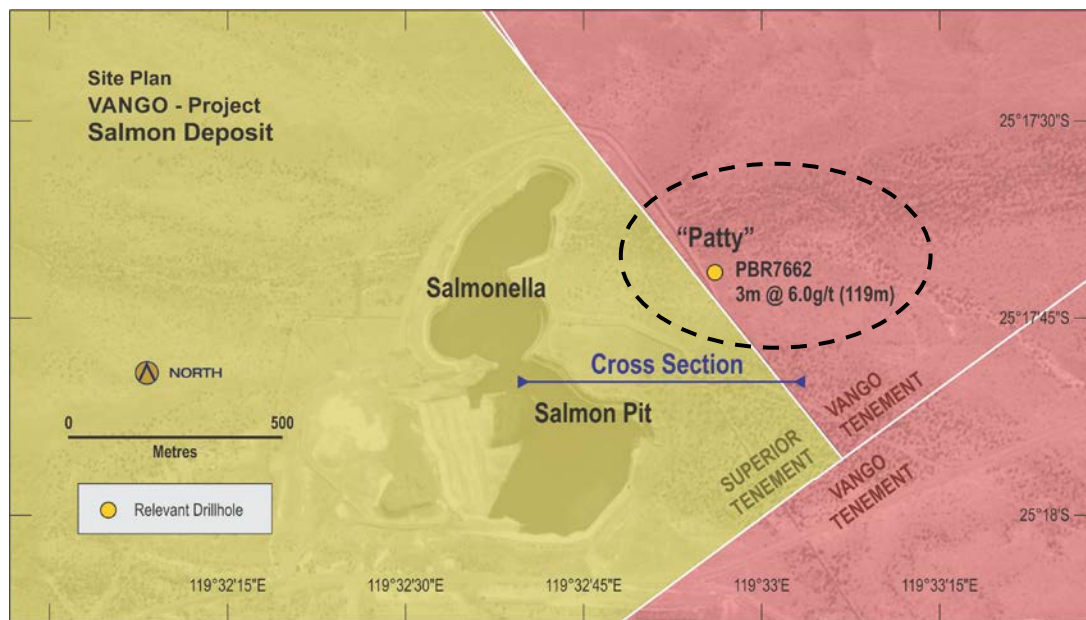 Site Plan
VANGO - Project
Salmon Deposit
25°17'30"S
"Patty"
PBR7662
3m @ 6.0g/t (119m)
Salmonella
25°17'45"S
NORTH
Cross Section
0 500
Metres
Salmon Pit
VANGO
TENEMENT
SUPERIOR
TENEMENT
VANGO
TENEMENT
Relevant Drillhole
25°18'S
119°32'15"E
119°32'30"E
119°32'45"E
119°33'E
119°33'15"E